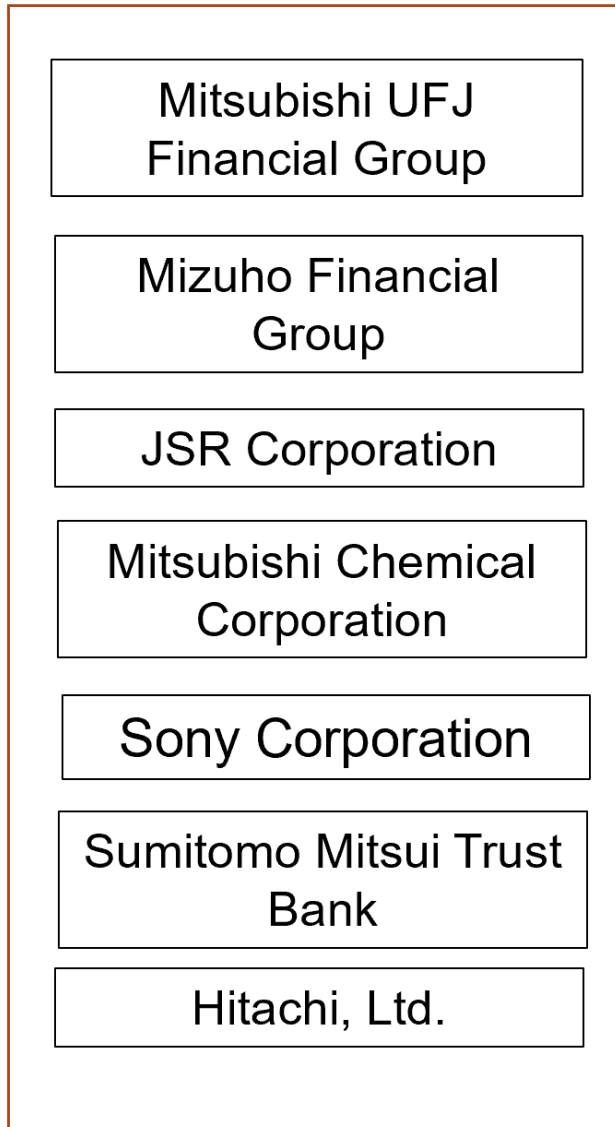 Mitsubishi UFJ
Financial Group
Mizuho Financial
Group
JSR Corporation
Mitsubishi Chemical
Corporation
Sony Corporation
Sumitomo Mitsui Trust
Bank
Hitachi, Ltd.